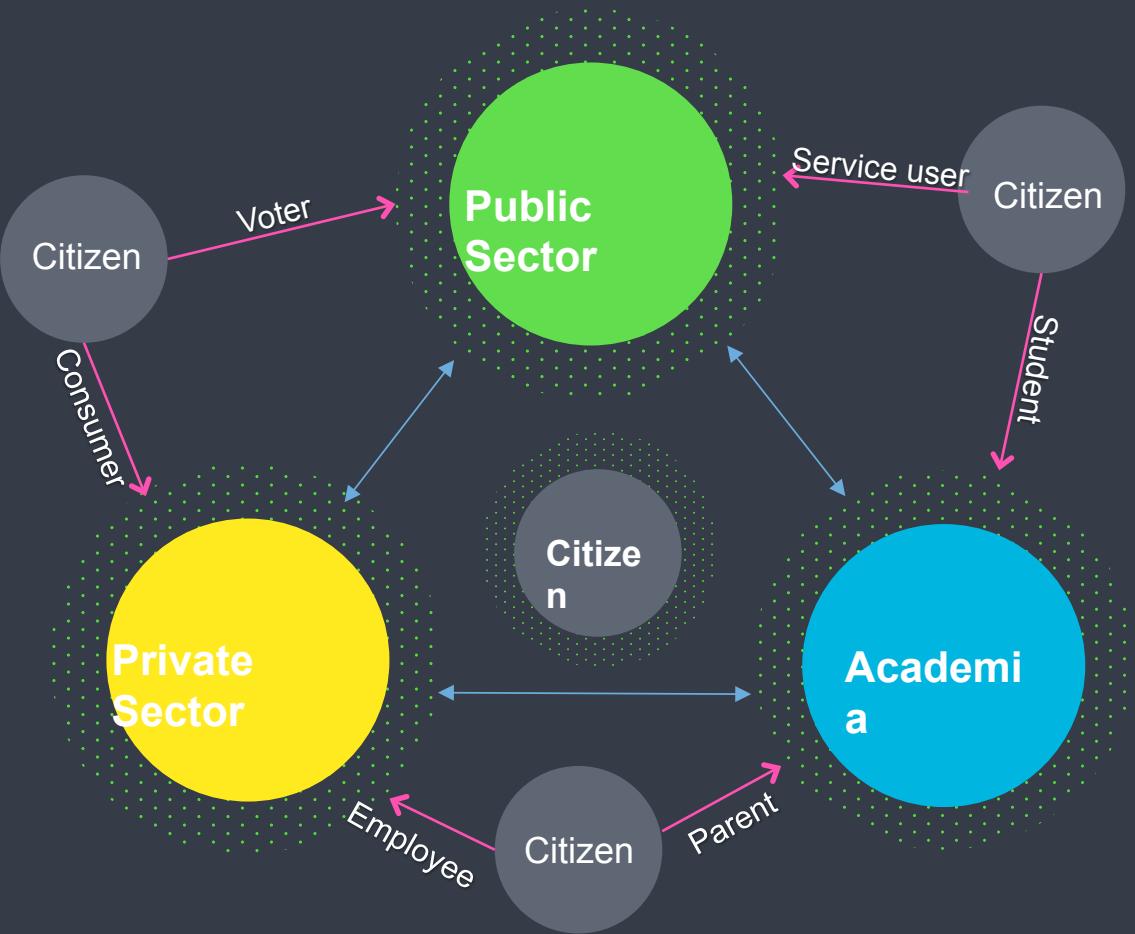 Service user
Public
Sector
Citizen
Voter
Citizen
Student
Consumer
Citize
n
Private
Sector
Academi
a
Parent
Employee
Citizen